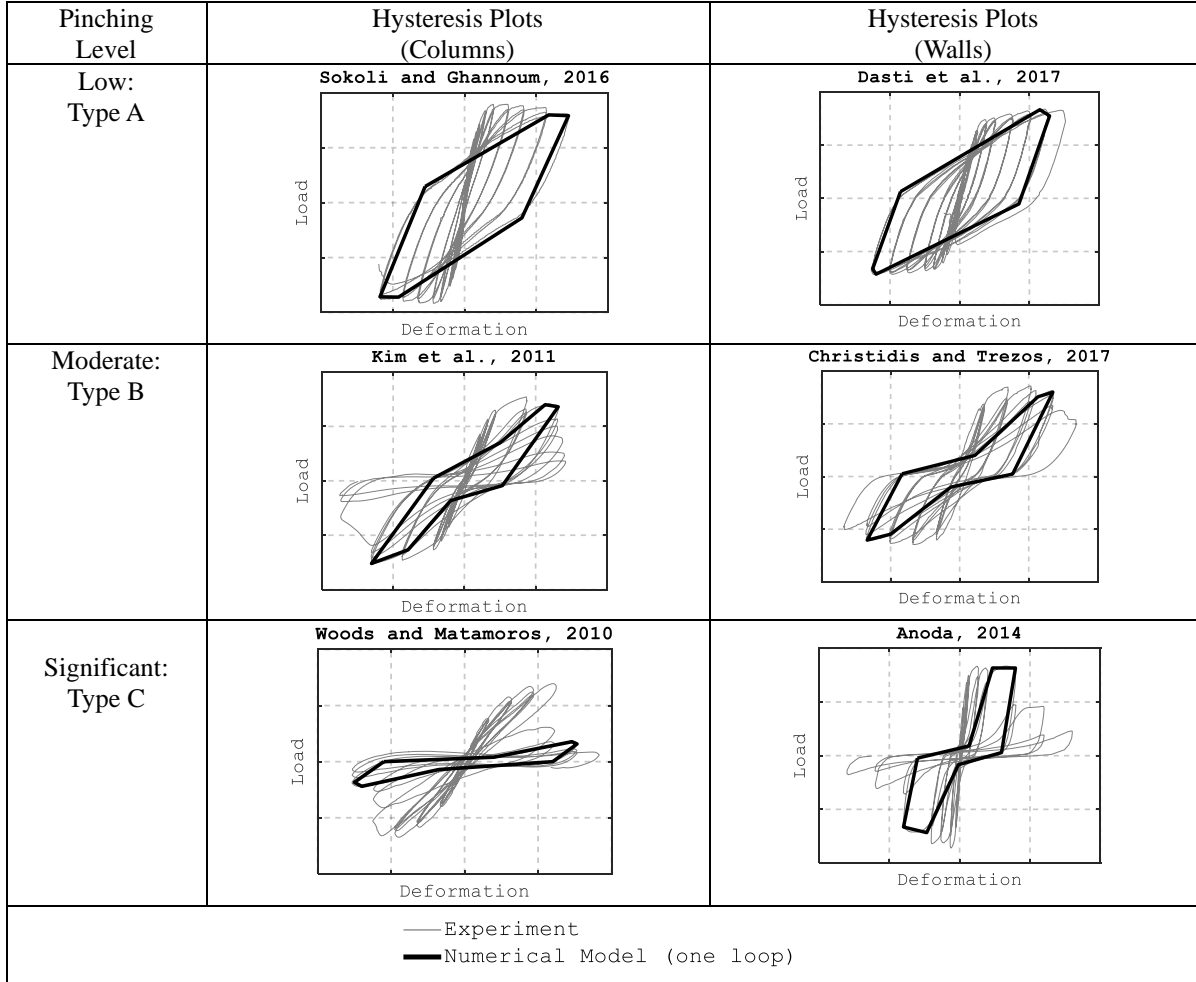 Pinching
Level
Hysteresis Plots
(Columns)
Hysteresis Plots
(Walls)
Low:
Type A
Sokoli and Ghannoum, 2016
Load
Deformation
Dasti et al., 2017
Load
Deformation
Moderate:
Type B
Kim et al., 2011
Load
Deformation
Christidis and Trezos, 2017
Load
Deformation
Significant:
Type C
Woods and Matamoros, 2010
Load
Deformation
Anoda, 2014
Load
Deformation
Experiment
Numerical Model (one loop)